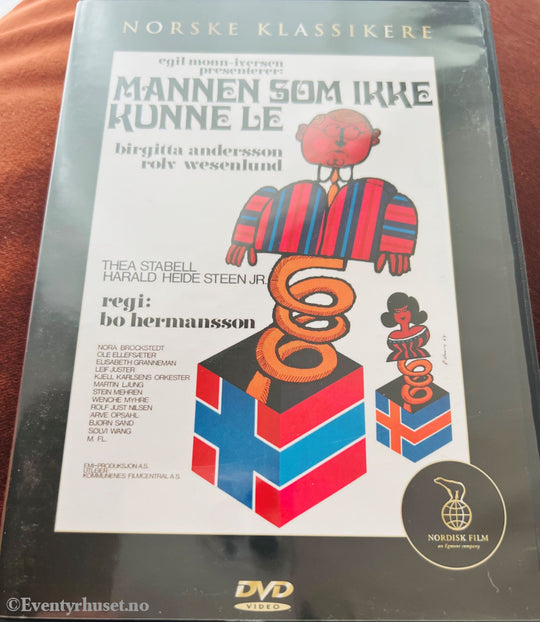 NORSKE KLASSIKERE
egil monn-iversen
presenterer:
MANNEN SOM IKKE
KUNNE LE
birgitta andersson
rolv wesenlund
THEA STABELL
HARALD HEIDE STEEN JR.
regi:
bo hermansson
NORA BROCKSTEDT
OLE ELLEFSÆTER
ELISABETH GRANNEMAN
LEIF JUSTER
KJELL KARLSENS ORKESTER
MARTIN LJUNG
STEIN MEHREN
WENCHE MYHRE
ROLF JUST NILSEN
ARVE OPSAHL
BJØRN SAND
SØLVI WANG
M. FL.
EMI-PRODUKSJON A.S.
UTLEIER
KOMMUNENES FILMCENTRAL A.S.
NORDISK FILM
an Egmont company
DVD
VIDEO
©Eventyrhuset.no